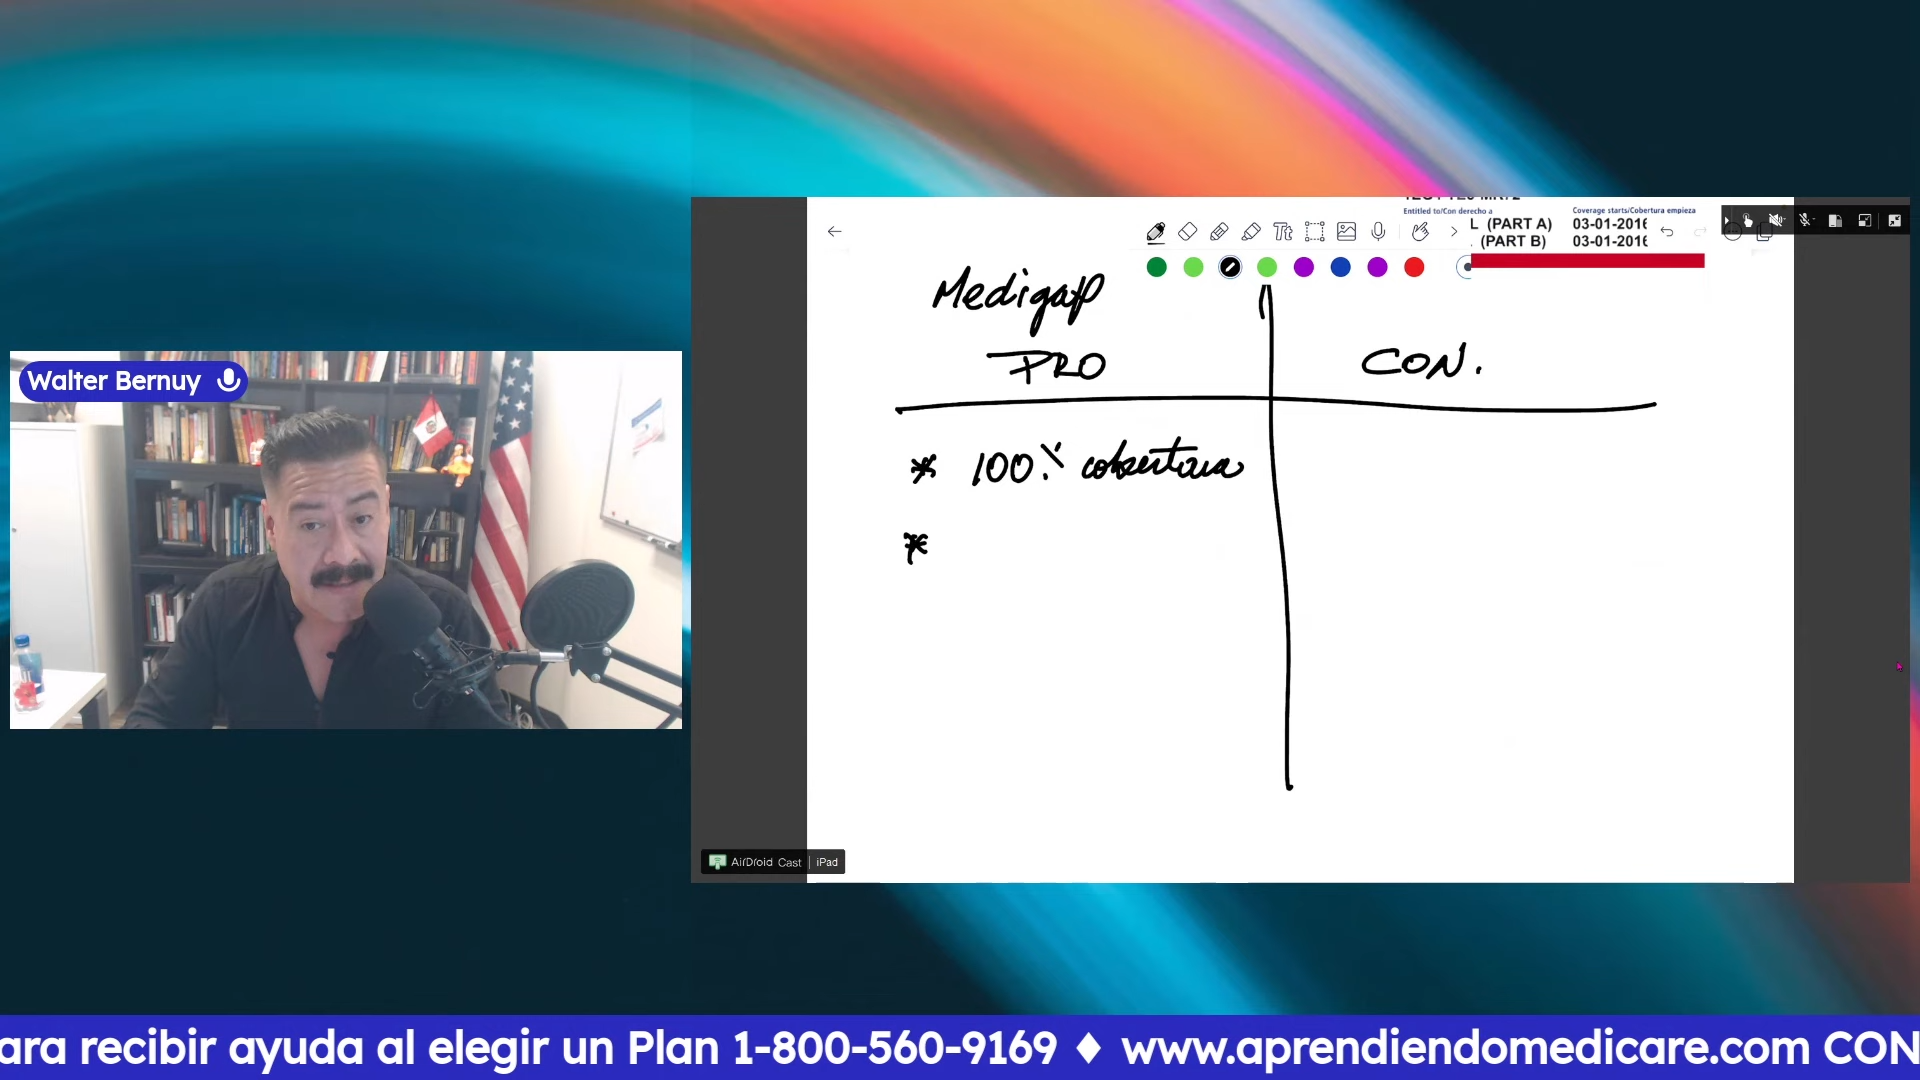 Walter Bernuy
Entitled to/Con derecho a
Coverage starts/Cobertura empieza
L (PART A) 03-01-2016
(PART B) 03-01-2016
Tt
Medigap
PRO
CON.
* 100% cobertura
*
AirDroid Cast | iPad
ara recibir ayuda al elegir un Plan 1-800-560-9169 ♦ www.aprendiendomedicare.com CON